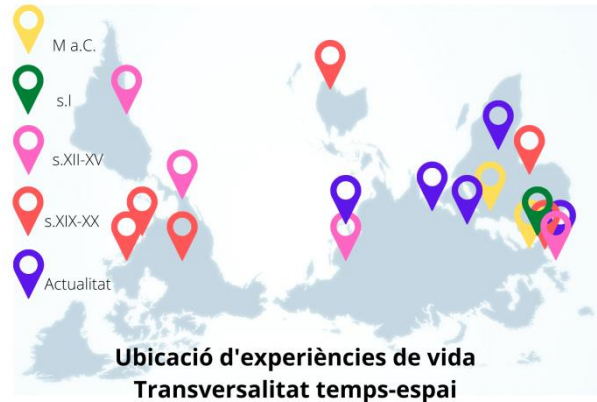 M a.C.
s.I
s.XII-XV
s.XIX-XX
Actualitat
Ubicació d'experiències de vida
Transversalitat temps-espai